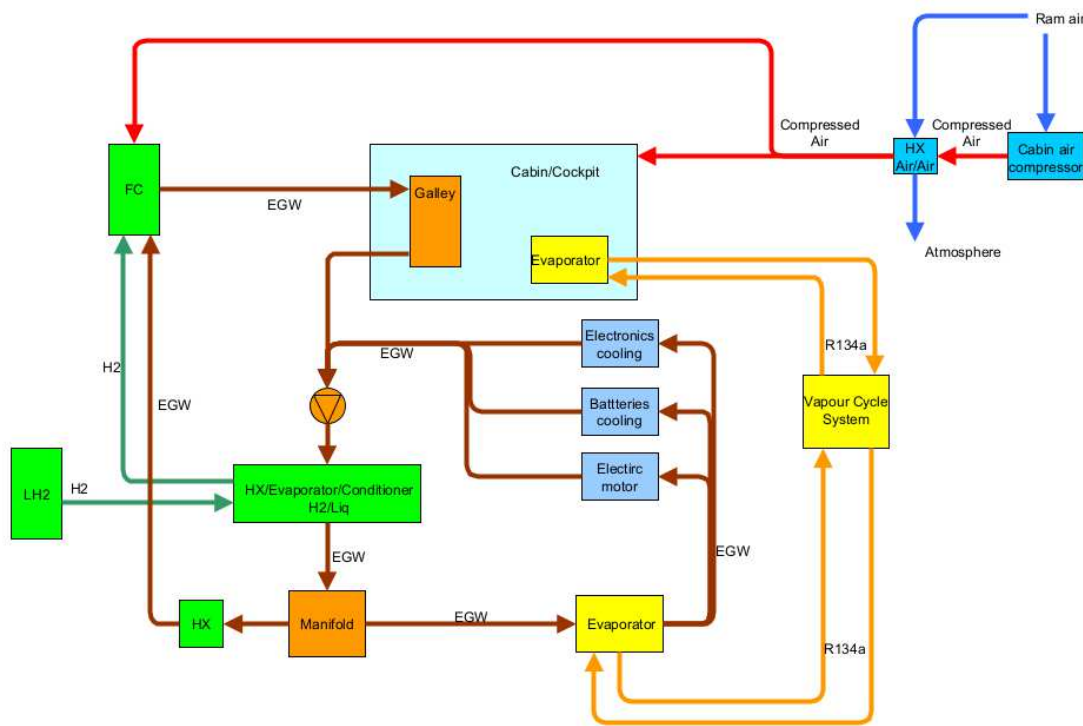 Ram air
Compressed
Air
Compressed
Air
HX
Air/Air
Cabin air
compressor
FC
Cabin/Cockpit
Galley
EGW
Evaporator
Atmosphere
Electronics
cooling
EGW
R134a
H2
EGW
Battteries
cooling
Vapour Cycle
System
Electirc
motor
HX/Evaporator/Conditioner
H2/Liq
LH2
H2
EGW
EGW
HX
Manifold
EGW
Evaporator
R134a